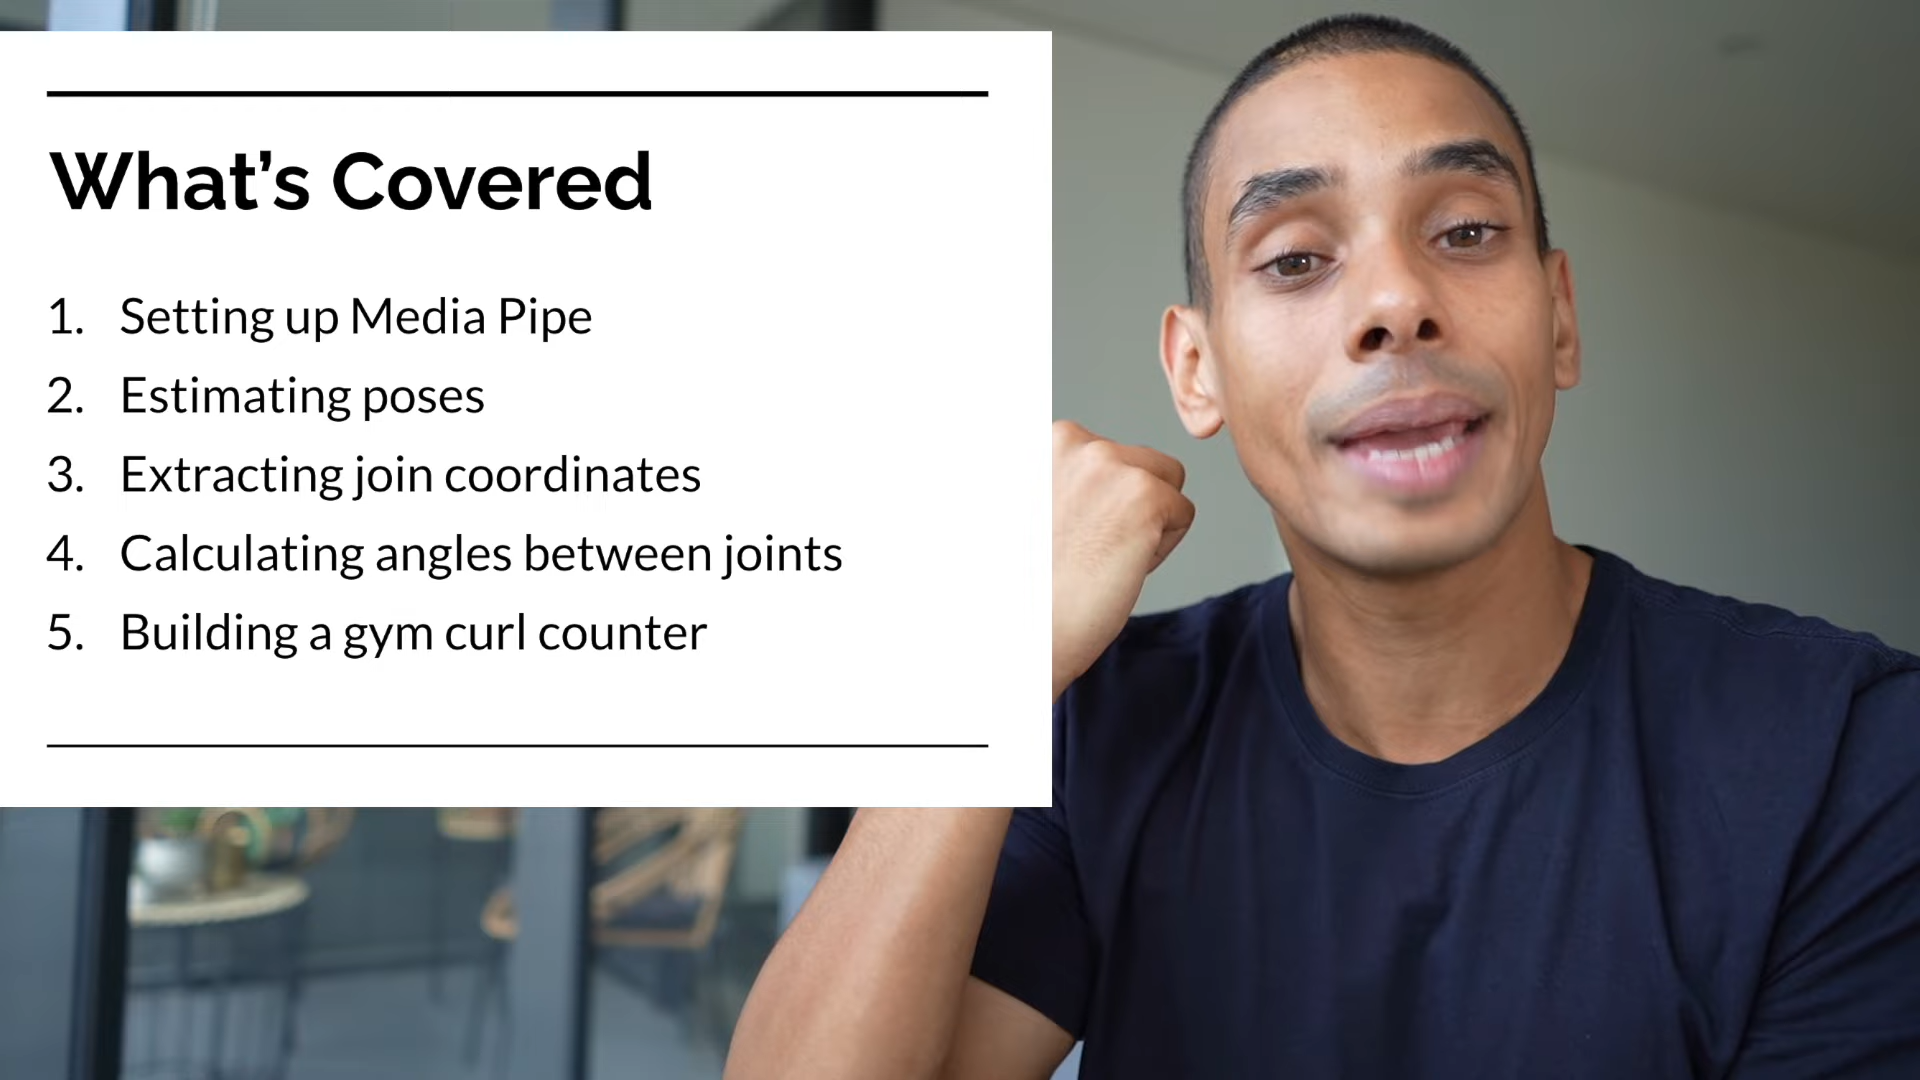 What’s Covered
1. Setting up Media Pipe
2. Estimating poses
3. Extracting join coordinates
4. Calculating angles between joints
5. Building a gym curl counter